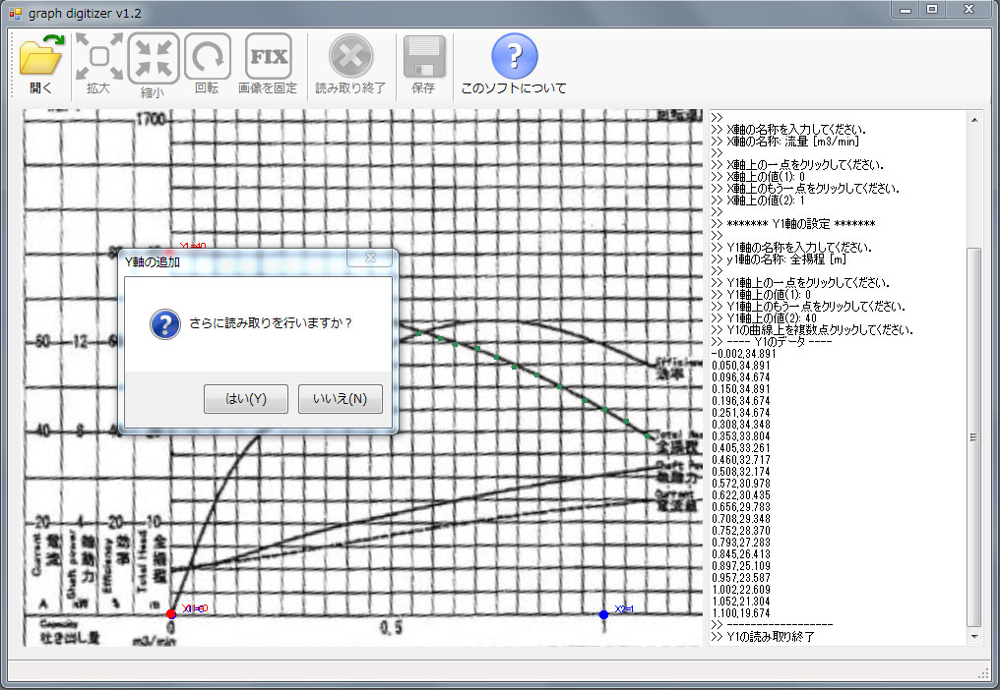 graph digitizer v1.2
開く
拡大
縮小
回転
FIX
画像を固定
読み取り終了
保存
?
このソフトについて
1700
Y軸の追加
さらに読み取りを行いますか?
はい(Y)
いいえ(N)
60 12
40 8
20 4 20 10
効率
Total
全揚程
Shaft
軸動力
Current
電流値
Current
電流
Shaft power
軸動力
Efficiency
効率
Total Head
全揚程
A kW % m
X2=1
Capacity
吐き出し量
m3/min
0
0,5
1
>>
>> X軸の名称を入力してください.
>> X軸の名称: 流量 [m3/min]
>>
>> X軸上の一点をクリックしてください.
>> X軸上の値(1): 0
>> X軸上のもう一点をクリックしてください.
>> X軸上の値(2): 1
>>
>> ******* Y1軸の設定 *******
>>
>> Y1軸の名称を入力してください.
>> y1軸の名称: 全揚程 [m]
>>
>> Y1軸上の一点をクリックしてください.
>> Y1軸上の値(1): 0
>> Y1軸上のもう一点をクリックしてください.
>> Y1軸上の値(2): 40
>> Y1の曲線上を複数点クリックしてください.
>> ---- Y1のデータ ----
-0.002,34.891
0.050,34.891
0.096,34.674
0.150,34.891
0.196,34.674
0.251,34.674
0.308,34.348
0.353,33.804
0.405,33.261
0.460,32.717
0.508,32.174
0.572,30.978
0.622,30.435
0.656,29.783
0.708,29.348
0.752,28.370
0.793,27.283
0.845,26.413
0.897,25.109
0.957,23.587
1.002,22.609
1.052,21.304
1.100,19.674
>> ------------------
>> Y1の読み取り終了